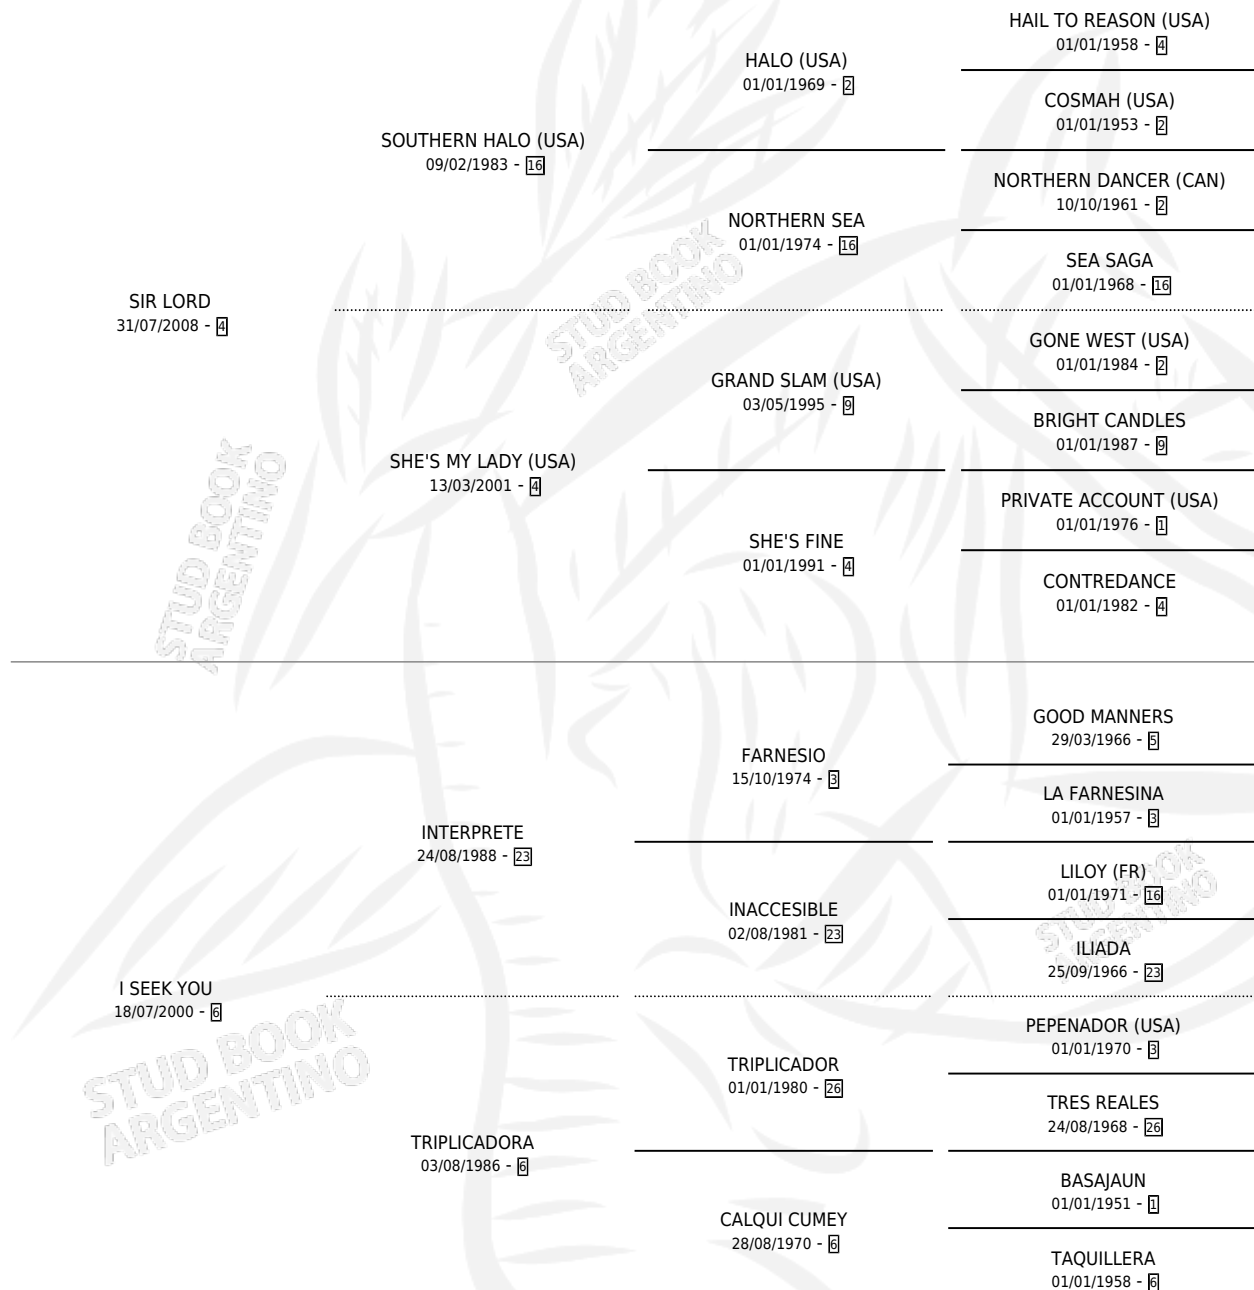 HAIL TO REASON (USA)
01/01/1958 - 4
HALO (USA)
01/01/1969 - 2
COSMAH (USA)
01/01/1953 - 2
SOUTHERN HALO (USA)
09/02/1983 - 16
NORTHERN DANCER (CAN)
10/10/1961 - 2
NORTHERN SEA
01/01/1974 - 16
SEA SAGA
01/01/1968 - 16
SIR LORD
31/07/2008 - 4
GONE WEST (USA)
01/01/1984 - 2
GRAND SLAM (USA)
03/05/1995 - 9
BRIGHT CANDLES
01/01/1987 - 9
SHE'S MY LADY (USA)
13/03/2001 - 4
PRIVATE ACCOUNT (USA)
01/01/1976 - 1
SHE'S FINE
01/01/1991 - 4
CONTREDANCE
01/01/1982 - 4
GOOD MANNERS
29/03/1966 - 5
FARNESIO
15/10/1974 - 3
LA FARNESINA
01/01/1957 - 3
INTERPRETE
24/08/1988 - 23
LILOY (FR)
01/01/1971 - 16
INACCESIBLE
02/08/1981 - 23
ILIADA
25/09/1966 - 23
I SEEK YOU
18/07/2000 - 6
PEPENADOR (USA)
01/01/1970 - 3
TRIPLICADOR
01/01/1980 - 26
TRES REALES
24/08/1968 - 26
TRIPLICADORA
03/08/1986 - 6
BASAJAUN
01/01/1951 - 1
CALQUI CUMEY
28/08/1970 - 6
TAQUILLERA
01/01/1958 - 6
STUD BOOK
ARGENTINO
STUD BOOK
ARGENTINO
STUD BOOK
ARGENTINO
STUD BOOK
ARGENTINO